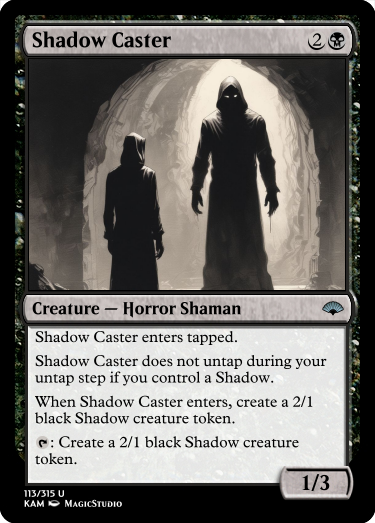 Shadow Caster 2
Creature — Horror Shaman
Shadow Caster enters tapped.
Shadow Caster does not untap during your
untap step if you control a Shadow.
When Shadow Caster enters, create a 2/1
black Shadow creature token.
: Create a 2/1 black Shadow creature
token.
1/3
113/315 U
KAM MagicStudio